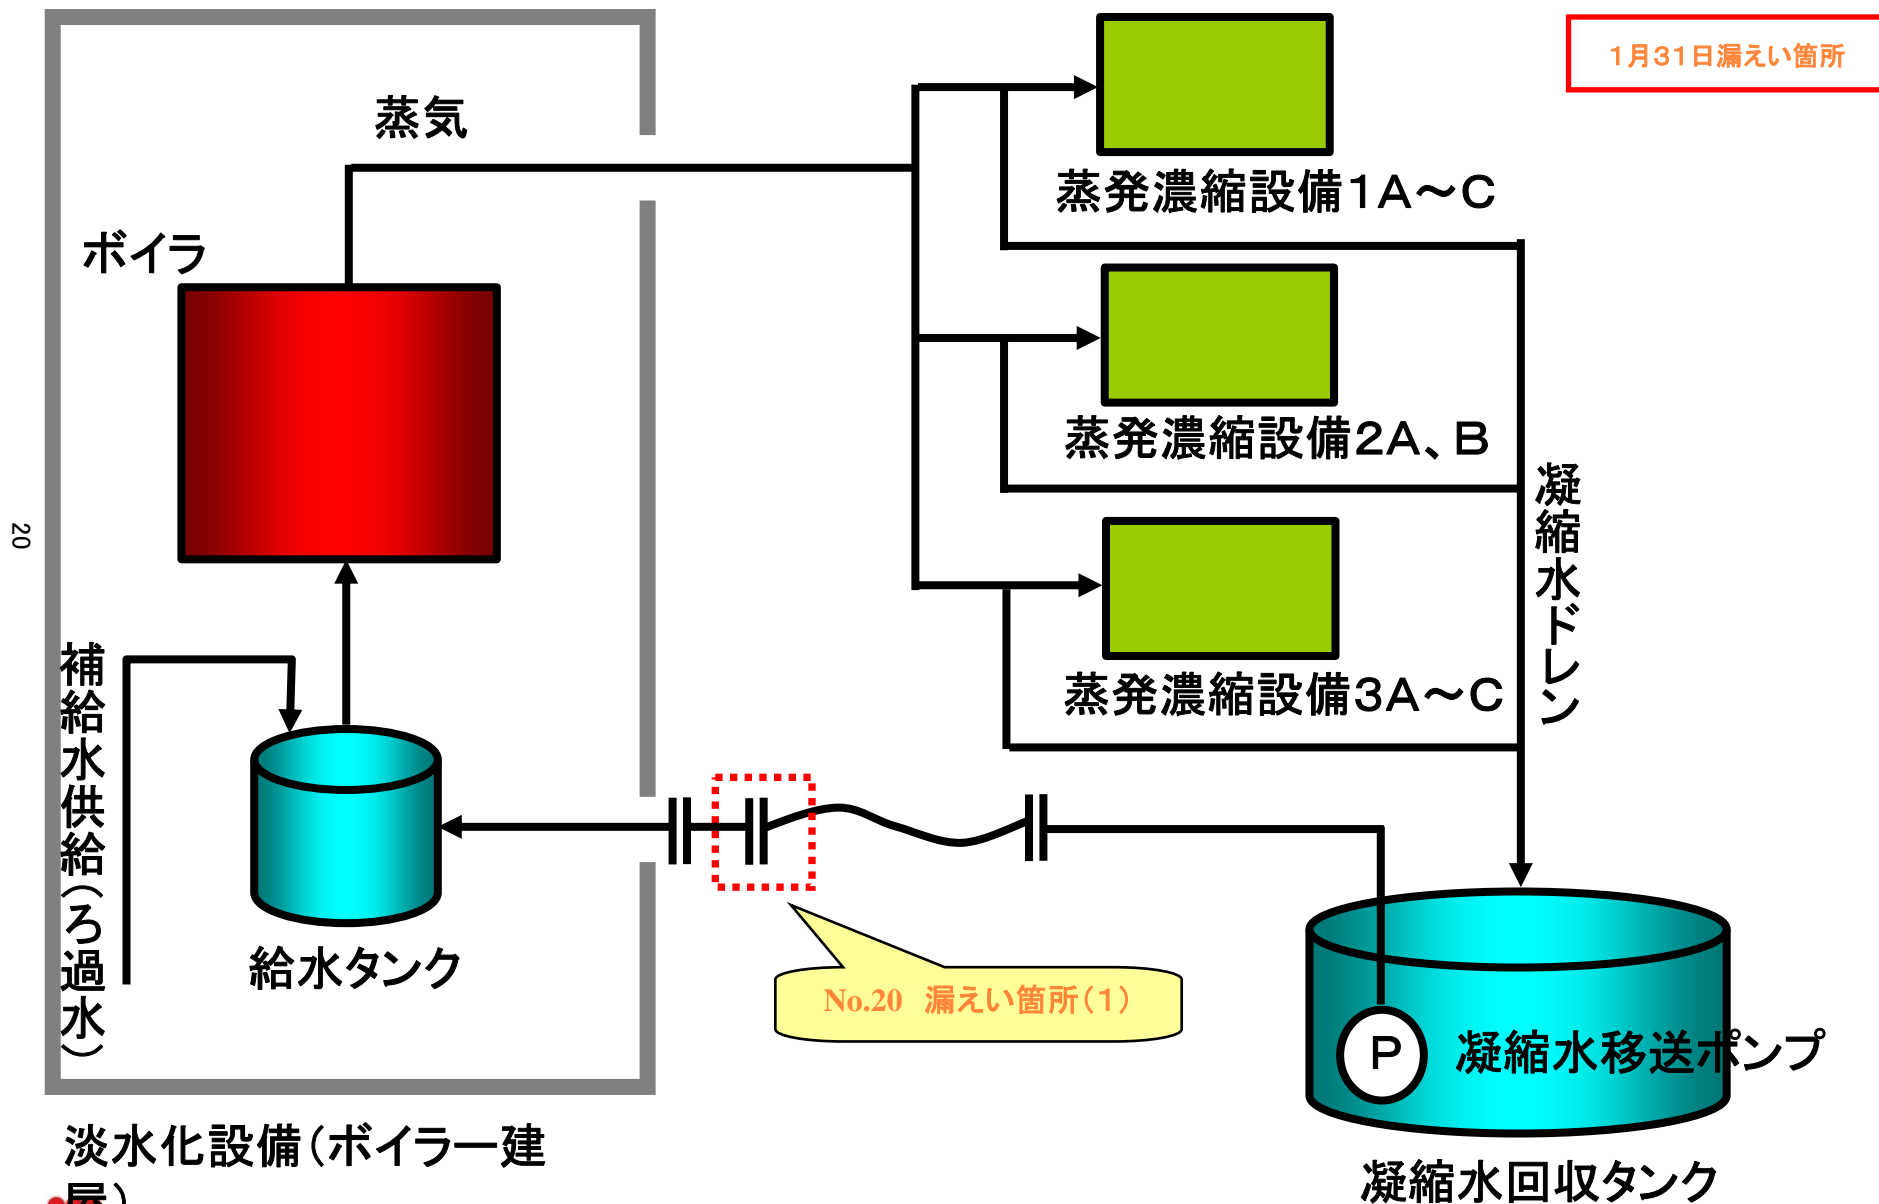 1月31日漏えい箇所
蒸気
蒸発濃縮設備1A～C
ボイラ
蒸発濃縮設備2A、B
凝縮水ドレン
20
補給水供給(ろ過水)
蒸発濃縮設備3A～C
給水タンク
No.20 漏えい箇所(1)
P
凝縮水移送ポンプ
淡水化設備(ボイラー建
屋)
凝縮水回収タンク